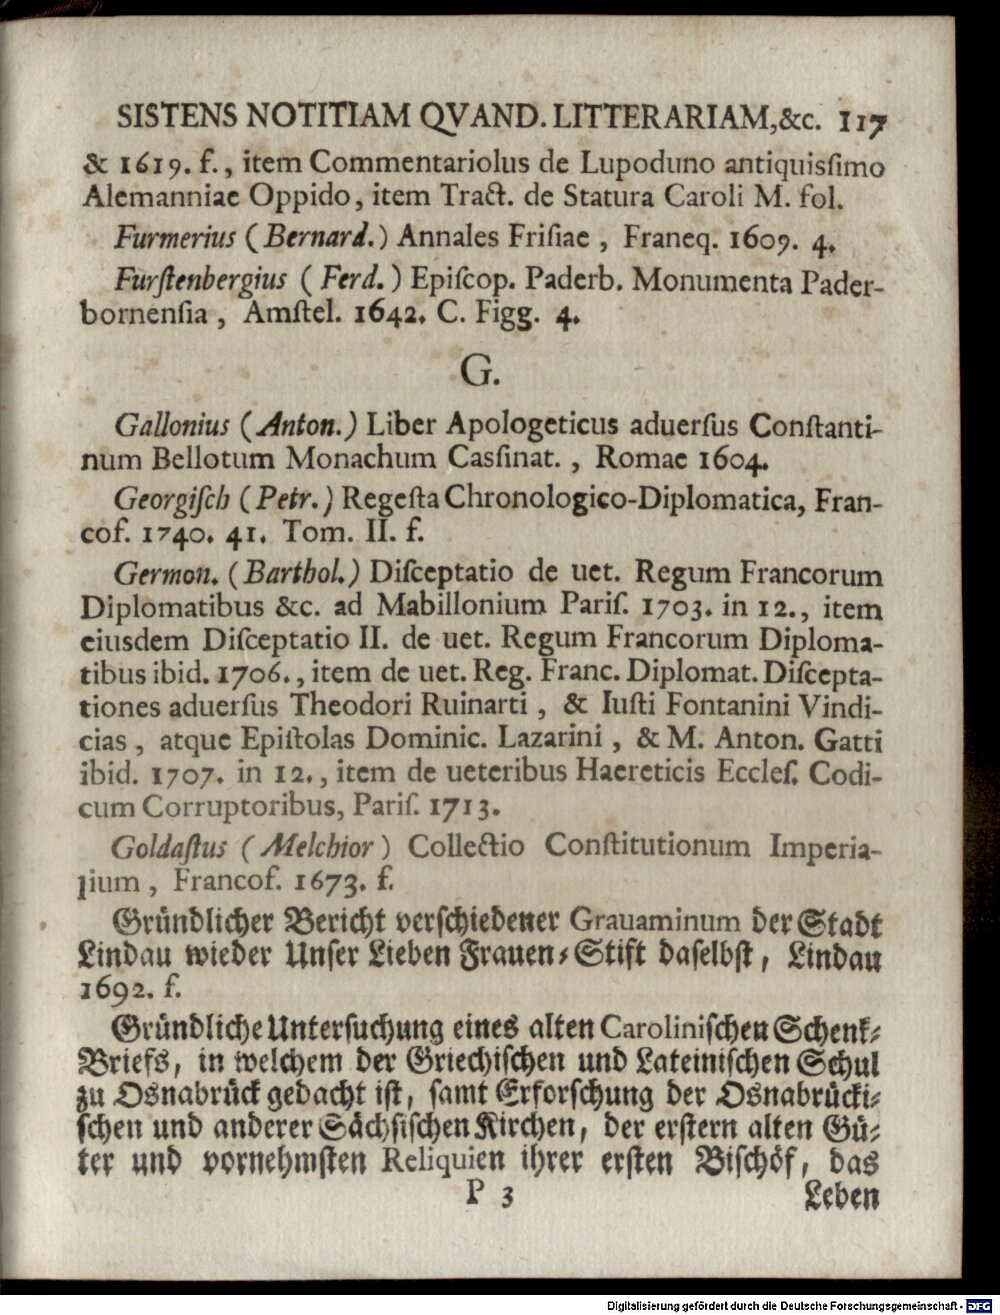 SISTENS NOTITIAM QVAND. LITTERARIAM,&c. 117
& 1619. f., item Commentariolus de Lupoduno antiquisſimo
Alemanniae Oppido, item Tract. de Statura Caroli M. fol.
Furmerius (Bernard.) Annales Friſiae, Franeq. 1609. 4.
Furſtenbergius (Ferd.) Epiſcop. Paderb. Monumenta Pader-
bornenſia, Amſtel. 1642. C. Figg. 4.
G.
Gallonius (Anton.) Liber Apologeticus aduerſus Conſtanti-
num Bellotum Monachum Casſinat., Romae 1604.
Georgiſch (Petr.) Regeſta Chronologico-Diplomatica, Fran-
cof. 1740. 41. Tom. II. f.
Germon. (Barthol.) Diſceptatio de uet. Regum Francorum
Diplomatibus &c. ad Mabillonium Pariſ. 1703. in 12., item
eiusdem Diſceptatio II. de uet. Regum Francorum Diploma-
tibus ibid. 1706., item de uet. Reg. Franc. Diplomat. Diſcepta-
tiones aduerſus Theodori Ruinarti, & Iuſti Fontanini Vindi-
cias, atque Epiſtolas Dominic. Lazarini, & M. Anton. Gatti
ibid. 1707. in 12., item de ueteribus Haereticis Eccleſ. Codi-
cum Corruptoribus, Pariſ. 1713.
Goldaſtus (Melchior) Collectio Conſtitutionum Imperia-
lium, Francof. 1673. f.
Gründlicher Bericht verſchiedener Grauaminum der Stadt
Lindau wieder Unſer Lieben Frauen-Stift daſelbſt, Lindau
1692. f.
Gründliche Unterſuchung eines alten Caroliniſchen Schenk-
Briefs, in welchem der Griechiſchen und Lateiniſchen Schul
zu Osnabrück gedacht iſt, ſamt Erforſchung der Osnabrücki-
ſchen und anderer Sächſiſchen Kirchen, der erſtern alten Gü-
ter und vornehmſten Reliquien ihrer erſten Biſchöf, das
P 3 Leben
Digitalisierung gefördert durch die Deutsche Forschungsgemeinschaft - DFG